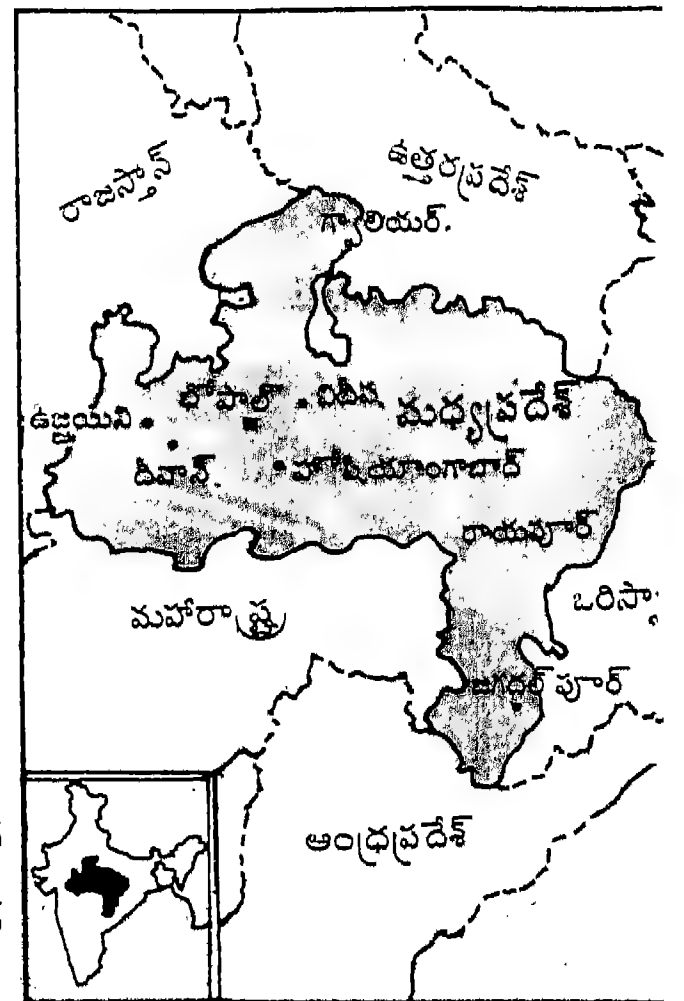 రాజస్తాన్
ఉత్తరప్రదేశ్
గ్వాలియర్.
ఉజ్జయిని
భోపాల్
విదిష
మధ్యప్రదేశ్
దేవాస్
హోషియాంగాబాద్
రాయపూర్
మహారాష్ట్ర
ఒరిస్సా
జగదల్ పూర్
ఆంధ్రప్రదేశ్